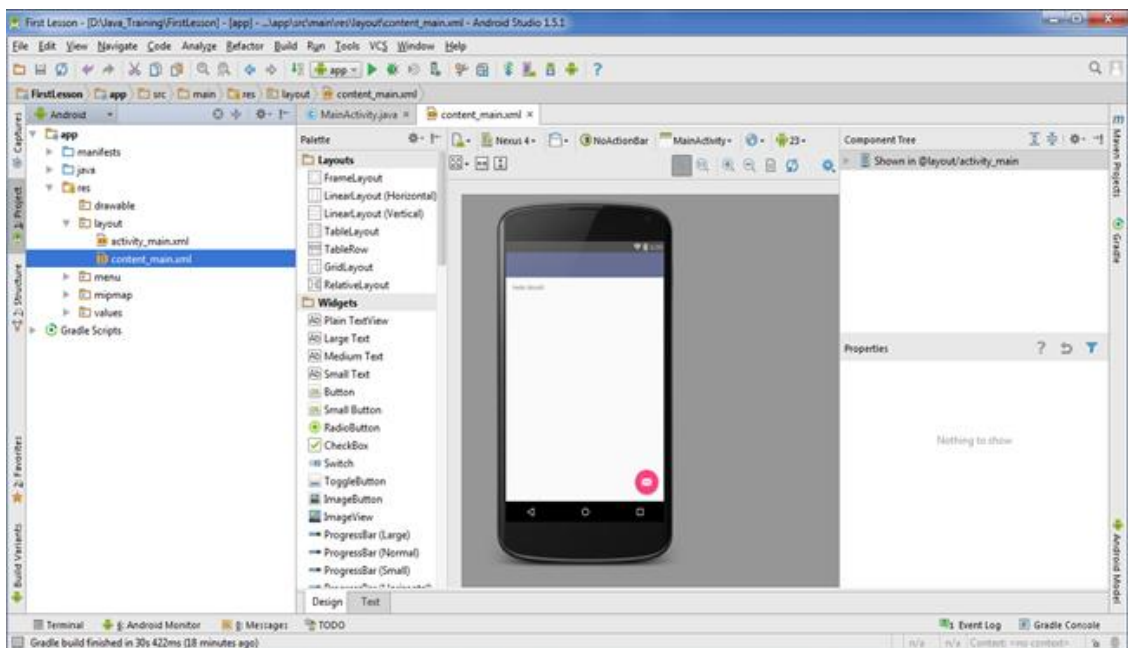 First Lesson - [D:\Java_Training\FirstLesson] - [app] - ...\app\src\main\res\layout\content_main.xml - Android Studio 1.5.1
File Edit View Navigate Code Analyze Refactor Build Run Tools VCS Window Help
app
FirstLesson app src main res layout content_main.xml
Android
MainActivity.java
content_main.xml
Captures
1: Project
2: Structure
2: Favorites
Build Variants
app
manifests
java
res
drawable
layout
activity_main.xml
content_main.xml
menu
mipmap
values
Gradle Scripts
Palette
Layouts
FrameLayout
LinearLayout (Horizontal)
LinearLayout (Vertical)
TableLayout
TableRow
GridLayout
RelativeLayout
Widgets
Plain TextView
Large Text
Medium Text
Small Text
Button
Small Button
RadioButton
CheckBox
Switch
ToggleButton
ImageButton
ImageView
ProgressBar (Large)
ProgressBar (Normal)
ProgressBar (Small)
Design Text
Nexus 4 NoActionBar MainActivity 23
Component Tree
Shown in @layout/activity_main
Properties
Nothing to show
Maven Projects
Gradle
Android Model
Terminal 6: Android Monitor 0: Messages TODO
1 Event Log Gradle Console
Gradle build finished in 30s 422ms (18 minutes ago)
n/a n/a Context: <no context>